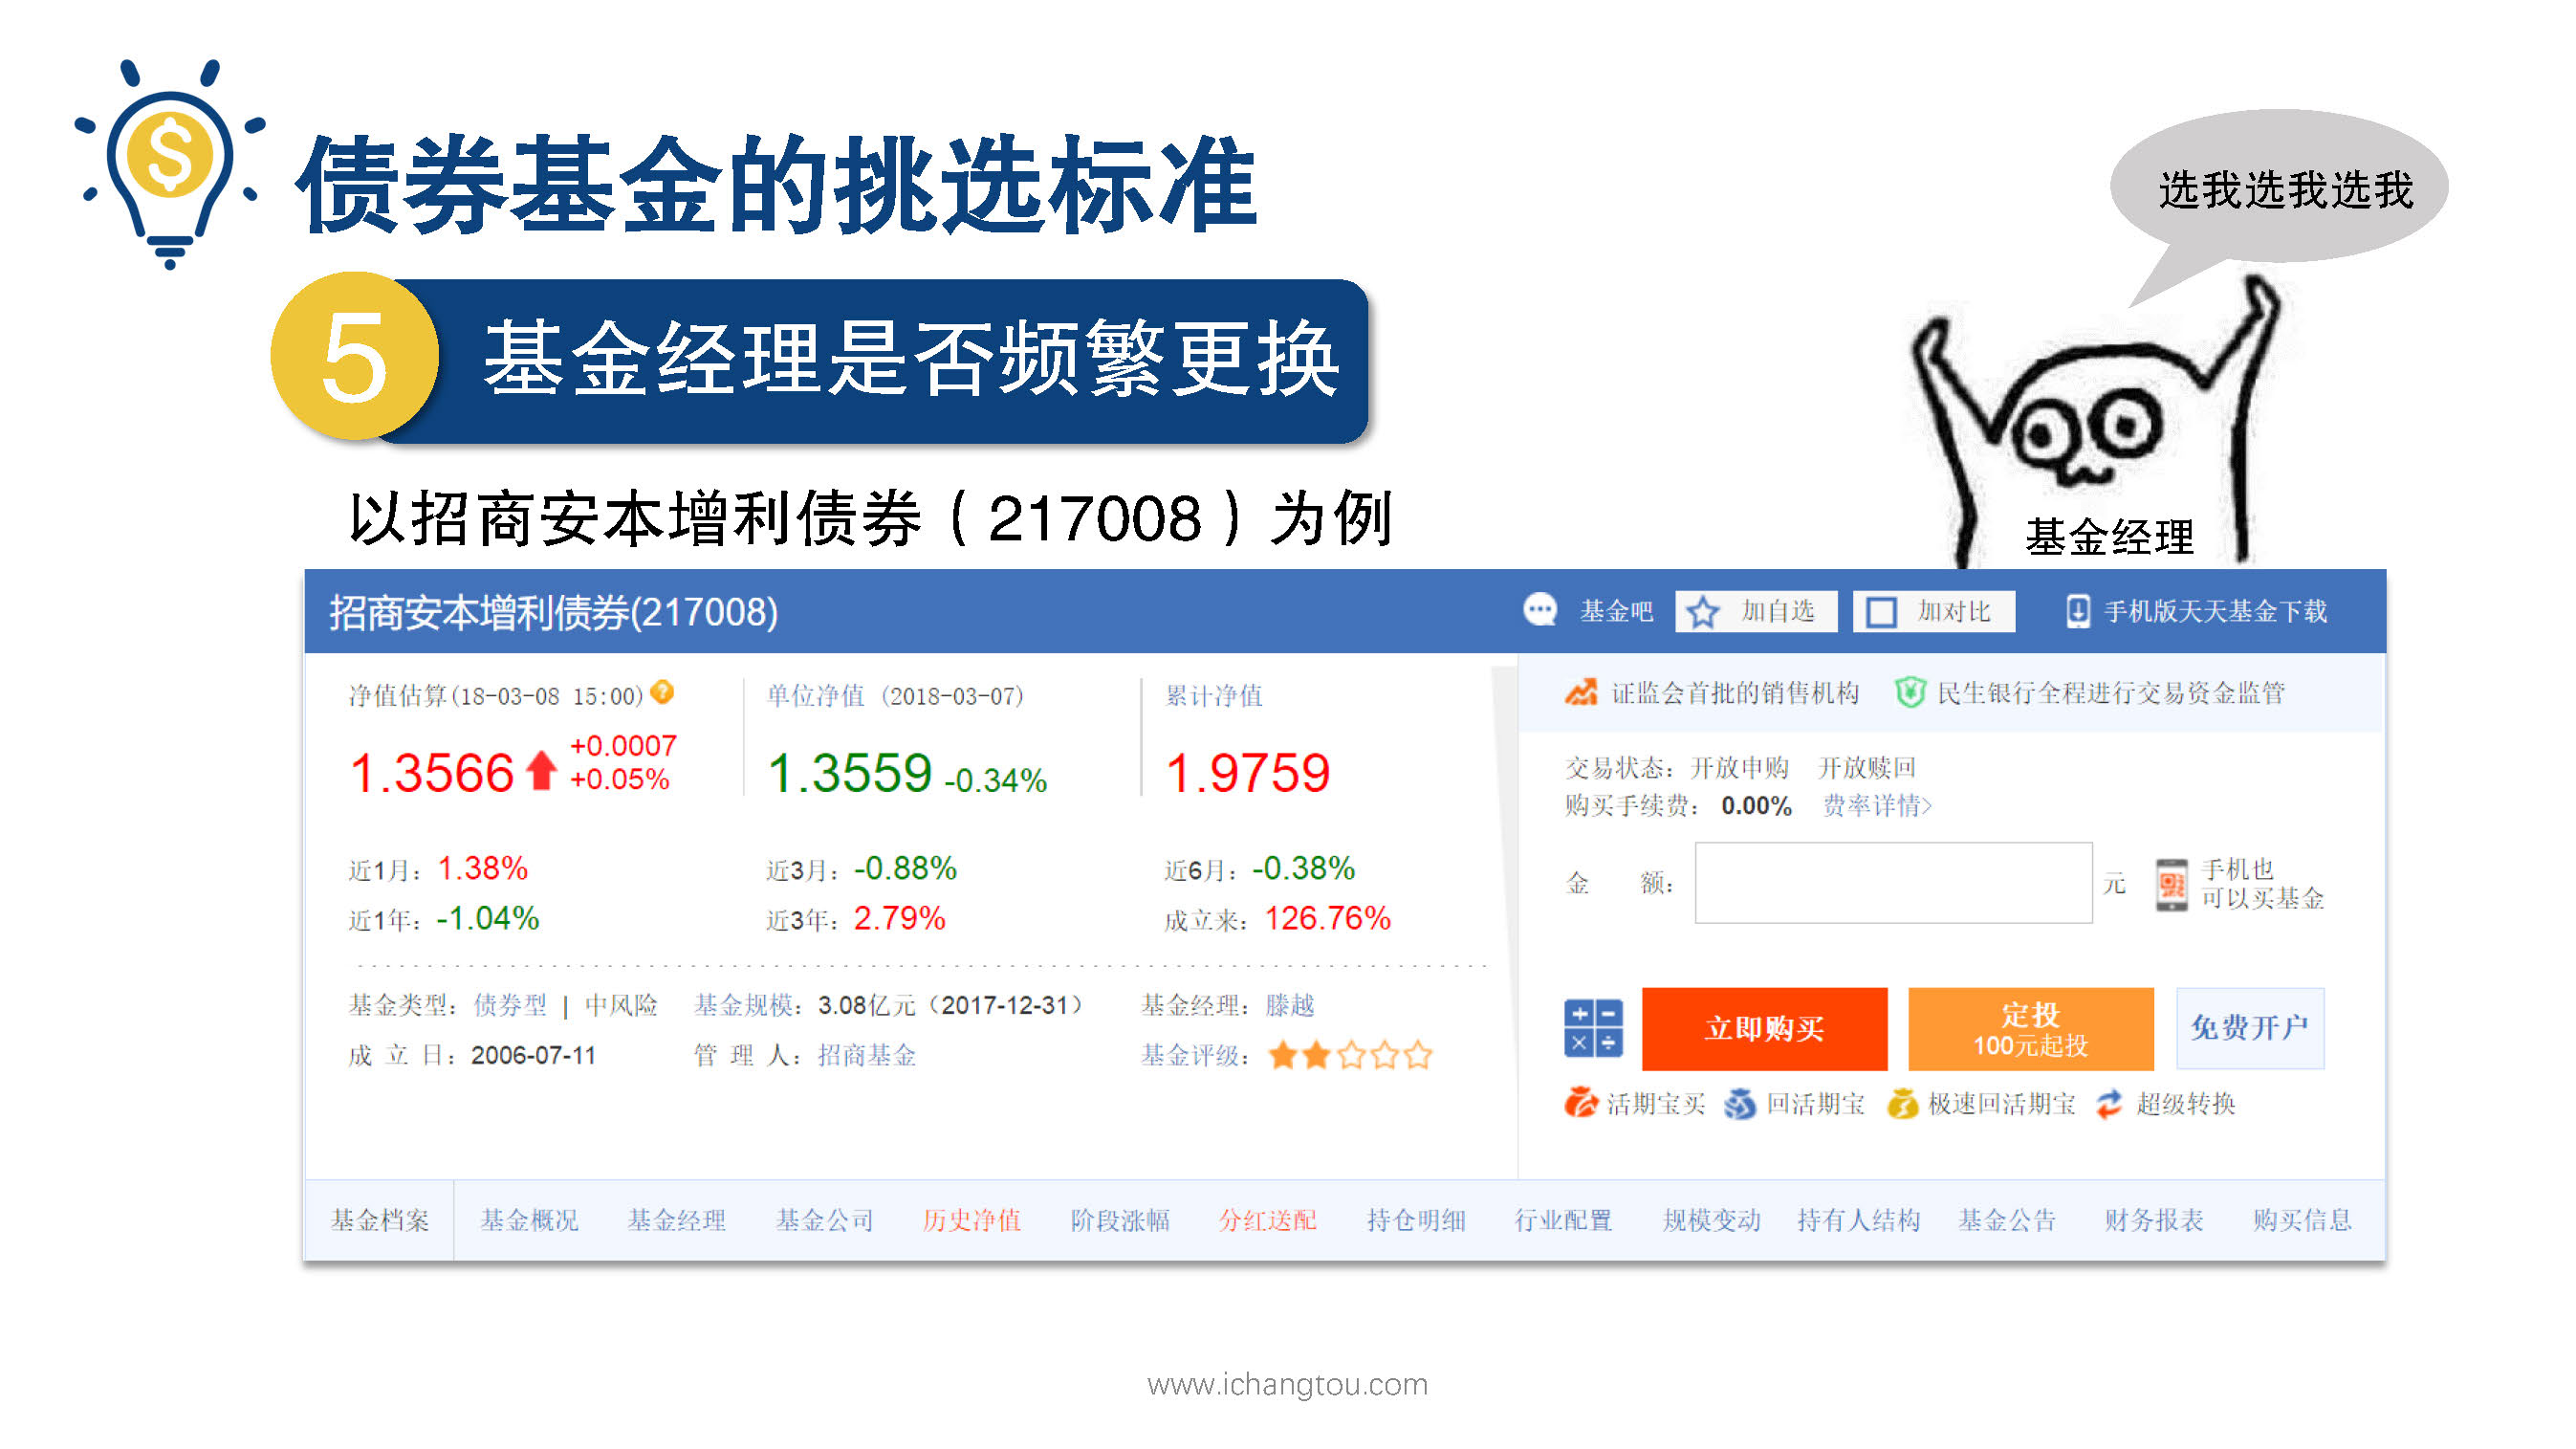 债券基金的挑选标准
选我选我选我
5
基金经理是否频繁更换
以招商安本增利债券（217008）为例
基金经理
招商安本增利债券(217008)
基金吧 加自选 加对比 手机版天天基金下载
净值估算(18-03-08 15:00) 单位净值 (2018-03-07) 累计净值
1.3566 +0.0007 +0.05% 1.3559 -0.34% 1.9759
近1月：1.38% 近3月：-0.88% 近6月：-0.38%
近1年：-1.04% 近3年：2.79% 成立来：126.76%
基金类型：债券型 | 中风险 基金规模：3.08亿元（2017-12-31） 基金经理：滕越
成 立 日：2006-07-11 管 理 人：招商基金 基金评级：
证监会首批的销售机构 民生银行全程进行交易资金监管
交易状态：开放申购 开放赎回
购买手续费：0.00% 费率详情>
金 额： 元 手机也
可以买基金
立即购买 定投 免费开户
100元起投
活期宝买 回活期宝 极速回活期宝 超级转换
基金档案 基金概况 基金经理 基金公司 历史净值 阶段涨幅 分红送配 持仓明细 行业配置 规模变动 持有人结构 基金公告 财务报表 购买信息
www.ichangtou.com